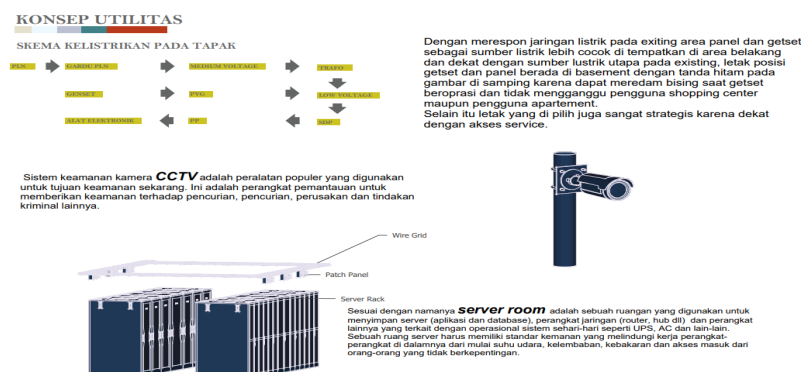 KONSEP UTILITAS
SKEMA KELISTRIKAN PADA TAPAK
PLN GARDU PLN MEDIUM VOLTAGE TRAFO
GENSET PVG LOW VOLTAGE
ALAT ELEKTRONIK PP SDP
Dengan merespon jaringan listrik pada exiting area panel dan getset
sebagai sumber listrik lebih cocok di tempatkan di area belakang
dan dekat dengan sumber lustrik utapa pada existing, letak posisi
getset dan panel berada di basement dengan tanda hitam pada
gambar di samping karena dapat meredam bising saat getset
beroprasi dan tidak mengganggu pengguna shopping center
maupun pengguna apartement.
Selain itu letak yang di pilih juga sangat strategis karena dekat
dengan akses service.
Sistem keamanan kamera CCTV adalah peralatan populer yang digunakan
untuk tujuan keamanan sekarang. Ini adalah perangkat pemantauan untuk
memberikan keamanan terhadap pencurian, pencurian, perusakan dan tindakan
kriminal lainnya.
Wire Grid
Patch Panel
Server Rack
Sesuai dengan namanya server room adalah sebuah ruangan yang digunakan untuk
menyimpan server (aplikasi dan database), perangkat jaringan (router, hub dll) dan perangkat
lainnya yang terkait dengan operasional sistem sehari-hari seperti UPS, AC dan lain-lain.
Sebuah ruang server harus memiliki standar kemanan yang melindungi kerja perangkat-
perangkat di dalamnya dari mulai suhu udara, kelembaban, kebakaran dan akses masuk dari
orang-orang yang tidak berkepentingan.